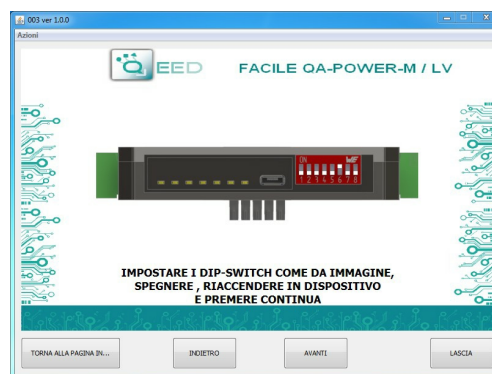 003 ver 1.0.0
Azioni
QEED FACILE QA-POWER-M / LV
ON
1 2 3 4 5 6 7 8
IMPOSTARE I DIP-SWITCH COME DA IMMAGINE,
SPEGNERE , RIACCENDERE IN DISPOSITIVO
E PREMERE CONTINUA
TORNA ALLA PAGINA IN... INDIETRO AVANTI LASCIA